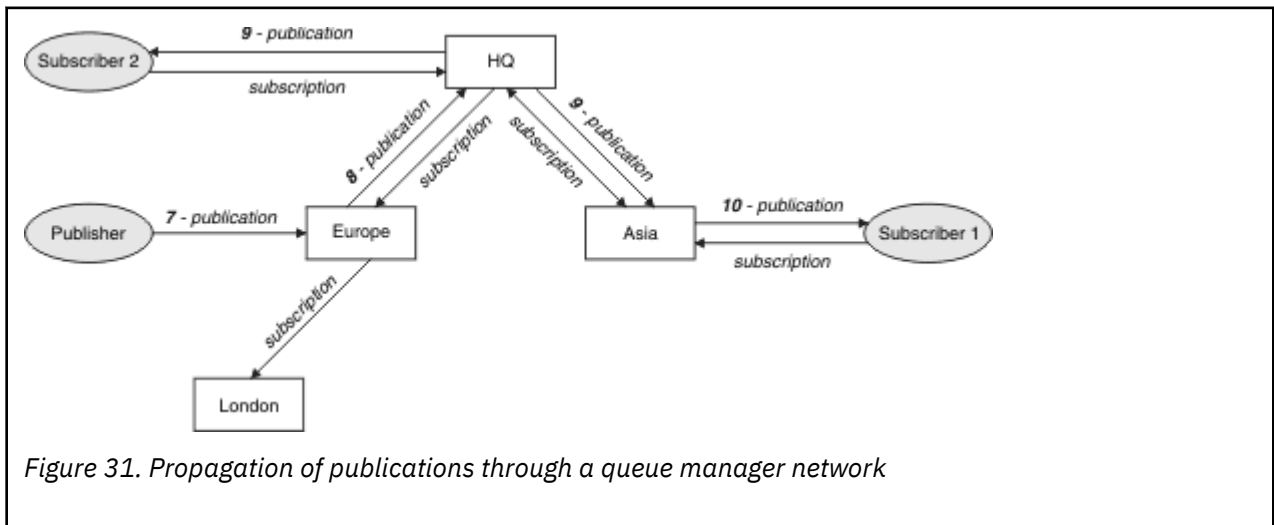 9 - publication
Subscriber 2
HQ
subscription
8 - publication
subscription
subscription
9 - publication
7 - publication
10 - publication
Publisher
Europe
Asia
Subscriber 1
subscription
subscription
London
Figure 31. Propagation of publications through a queue manager network